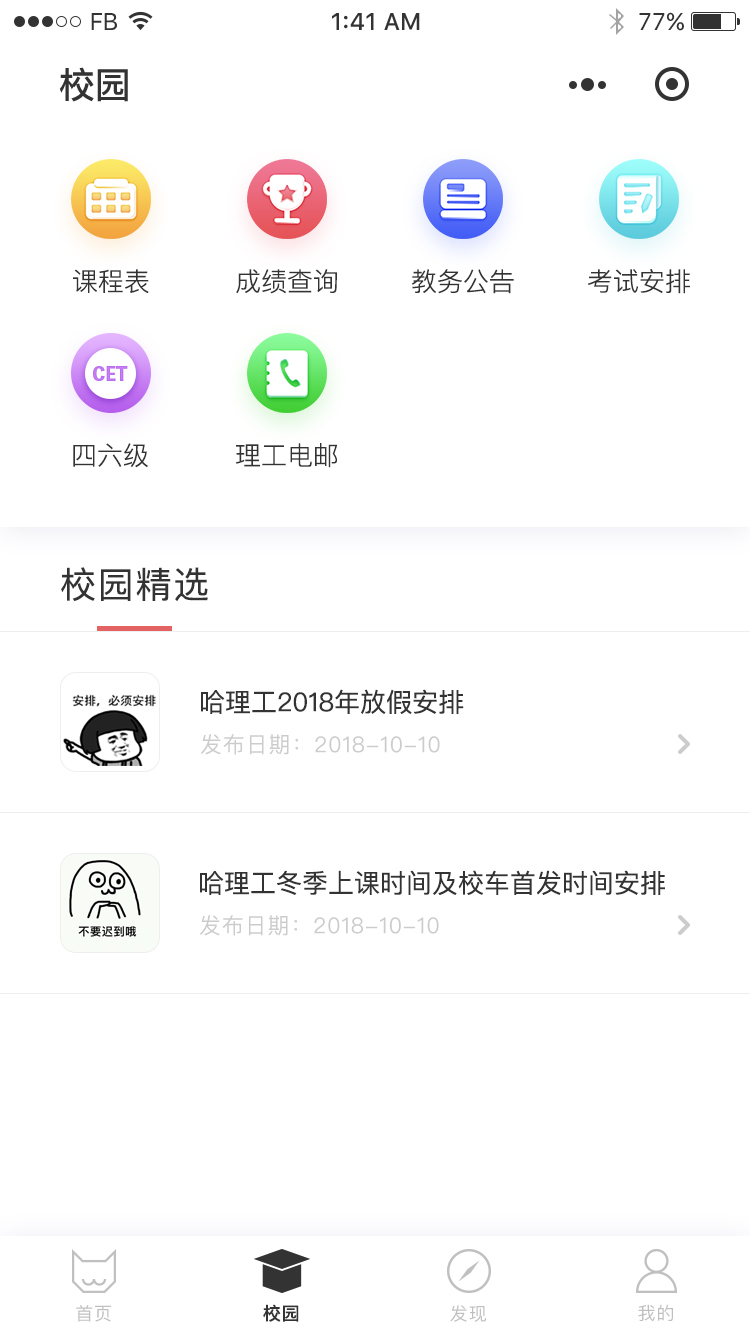 FB 1:41 AM 77%
校园
课程表 成绩查询 教务公告 考试安排
CET
四六级 理工电邮
校园精选
安排，必须安排
哈理工2018年放假安排
发布日期：2018-10-10
哈理工冬季上课时间及校车首发时间安排
发布日期：2018-10-10
不要迟到哦
首页 校园 发现 我的